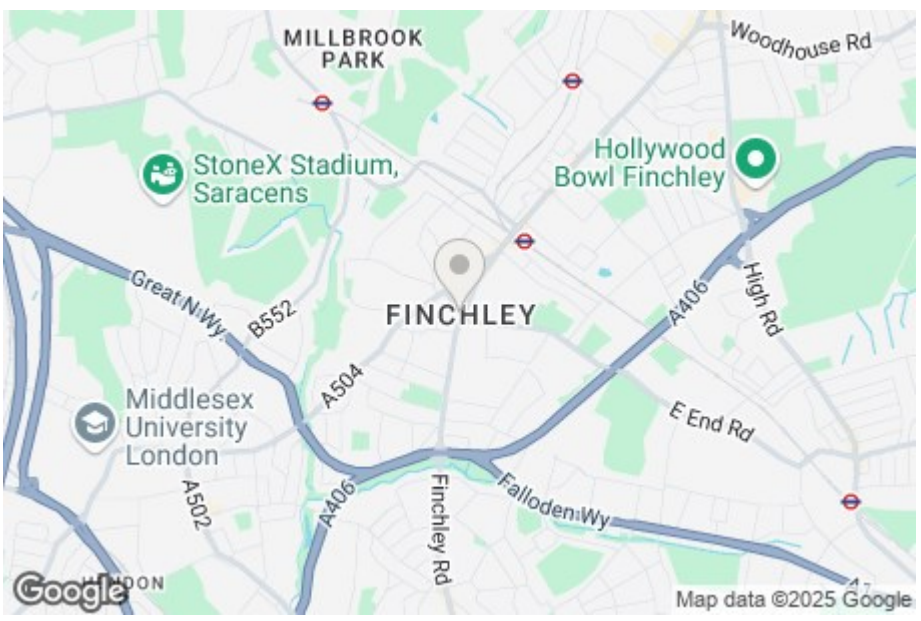 MILLBROOK
PARK
Woodhouse Rd
StoneX Stadium,
Saracens
Hollywood
Bowl Finchley
Great N Wy.
B552
FINCHLEY
A406
High Rd
A504
Middlesex
University
London
E End Rd
A502
A406
Finchley Rd
Falloden Wy
Google
Map data ©2025 Google